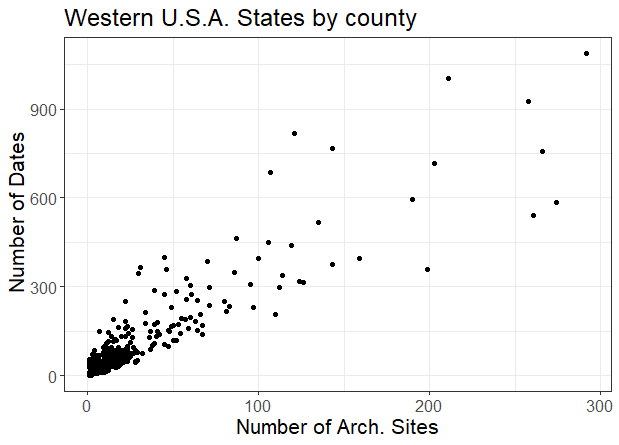 Western U.S.A. States by county
Number of Dates
900
600
300
0
0 100 200 300
Number of Arch. Sites